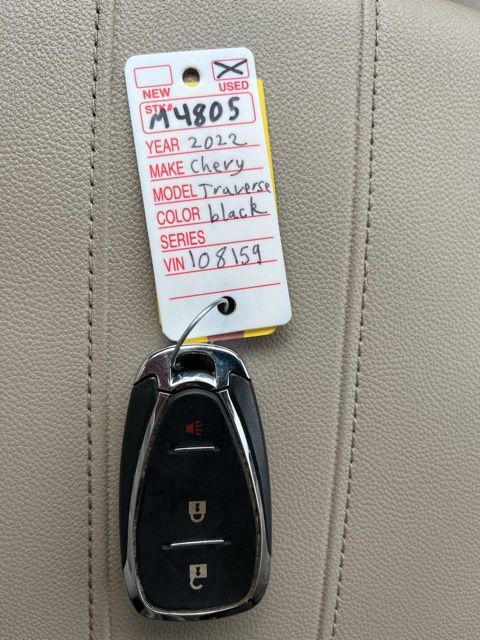 NEW USED
STK# M4805
YEAR 2022
MAKE Chevy
MODEL Traverse
COLOR black
SERIES
VIN 108159